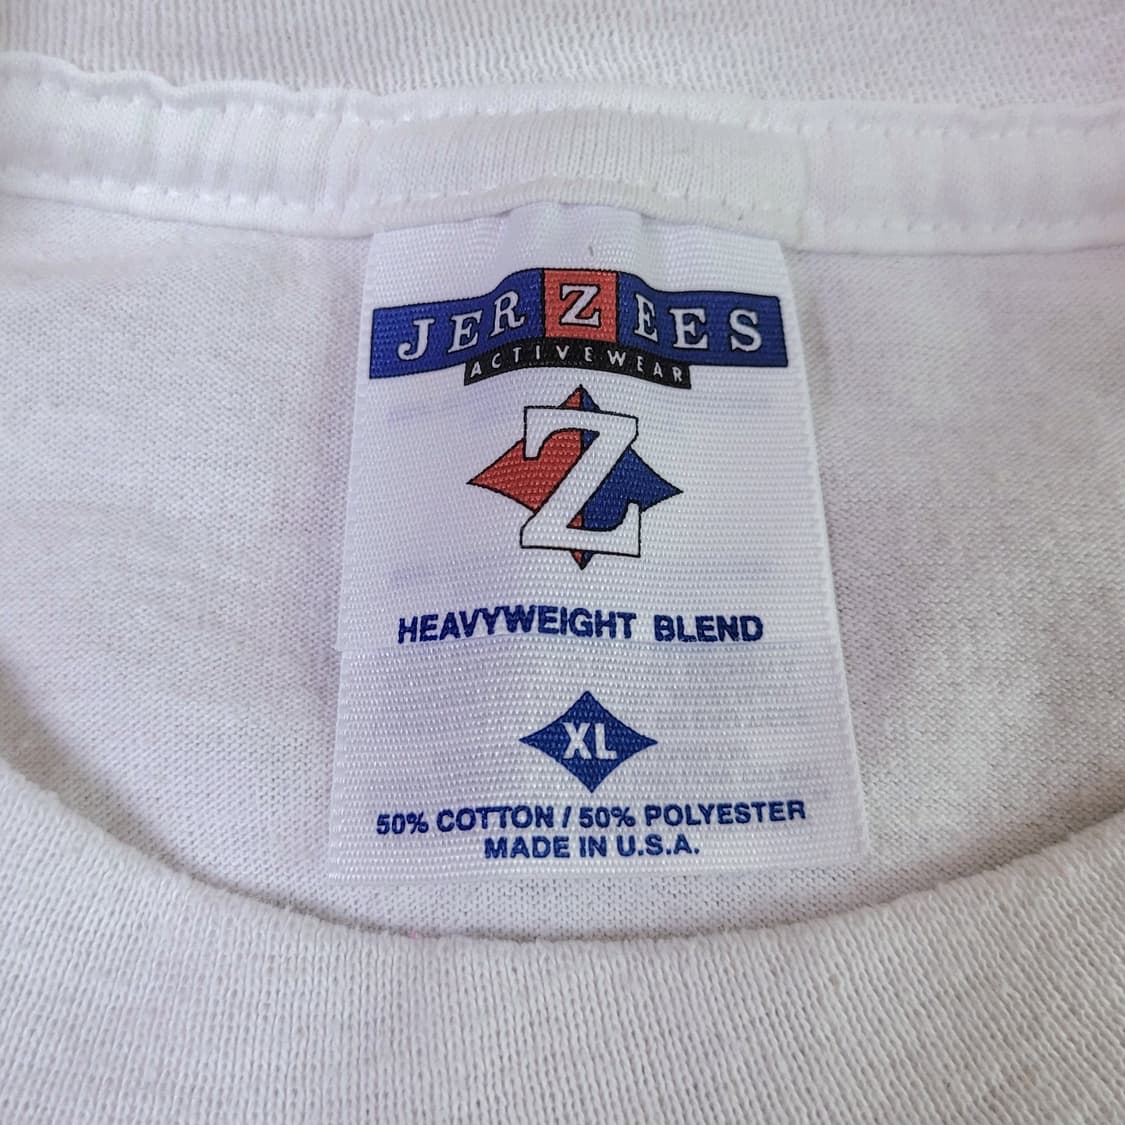 JERZEES
ACTIVEWEAR
Z
HEAVYWEIGHT BLEND
XL
50% COTTON / 50% POLYESTER
MADE IN U.S.A.